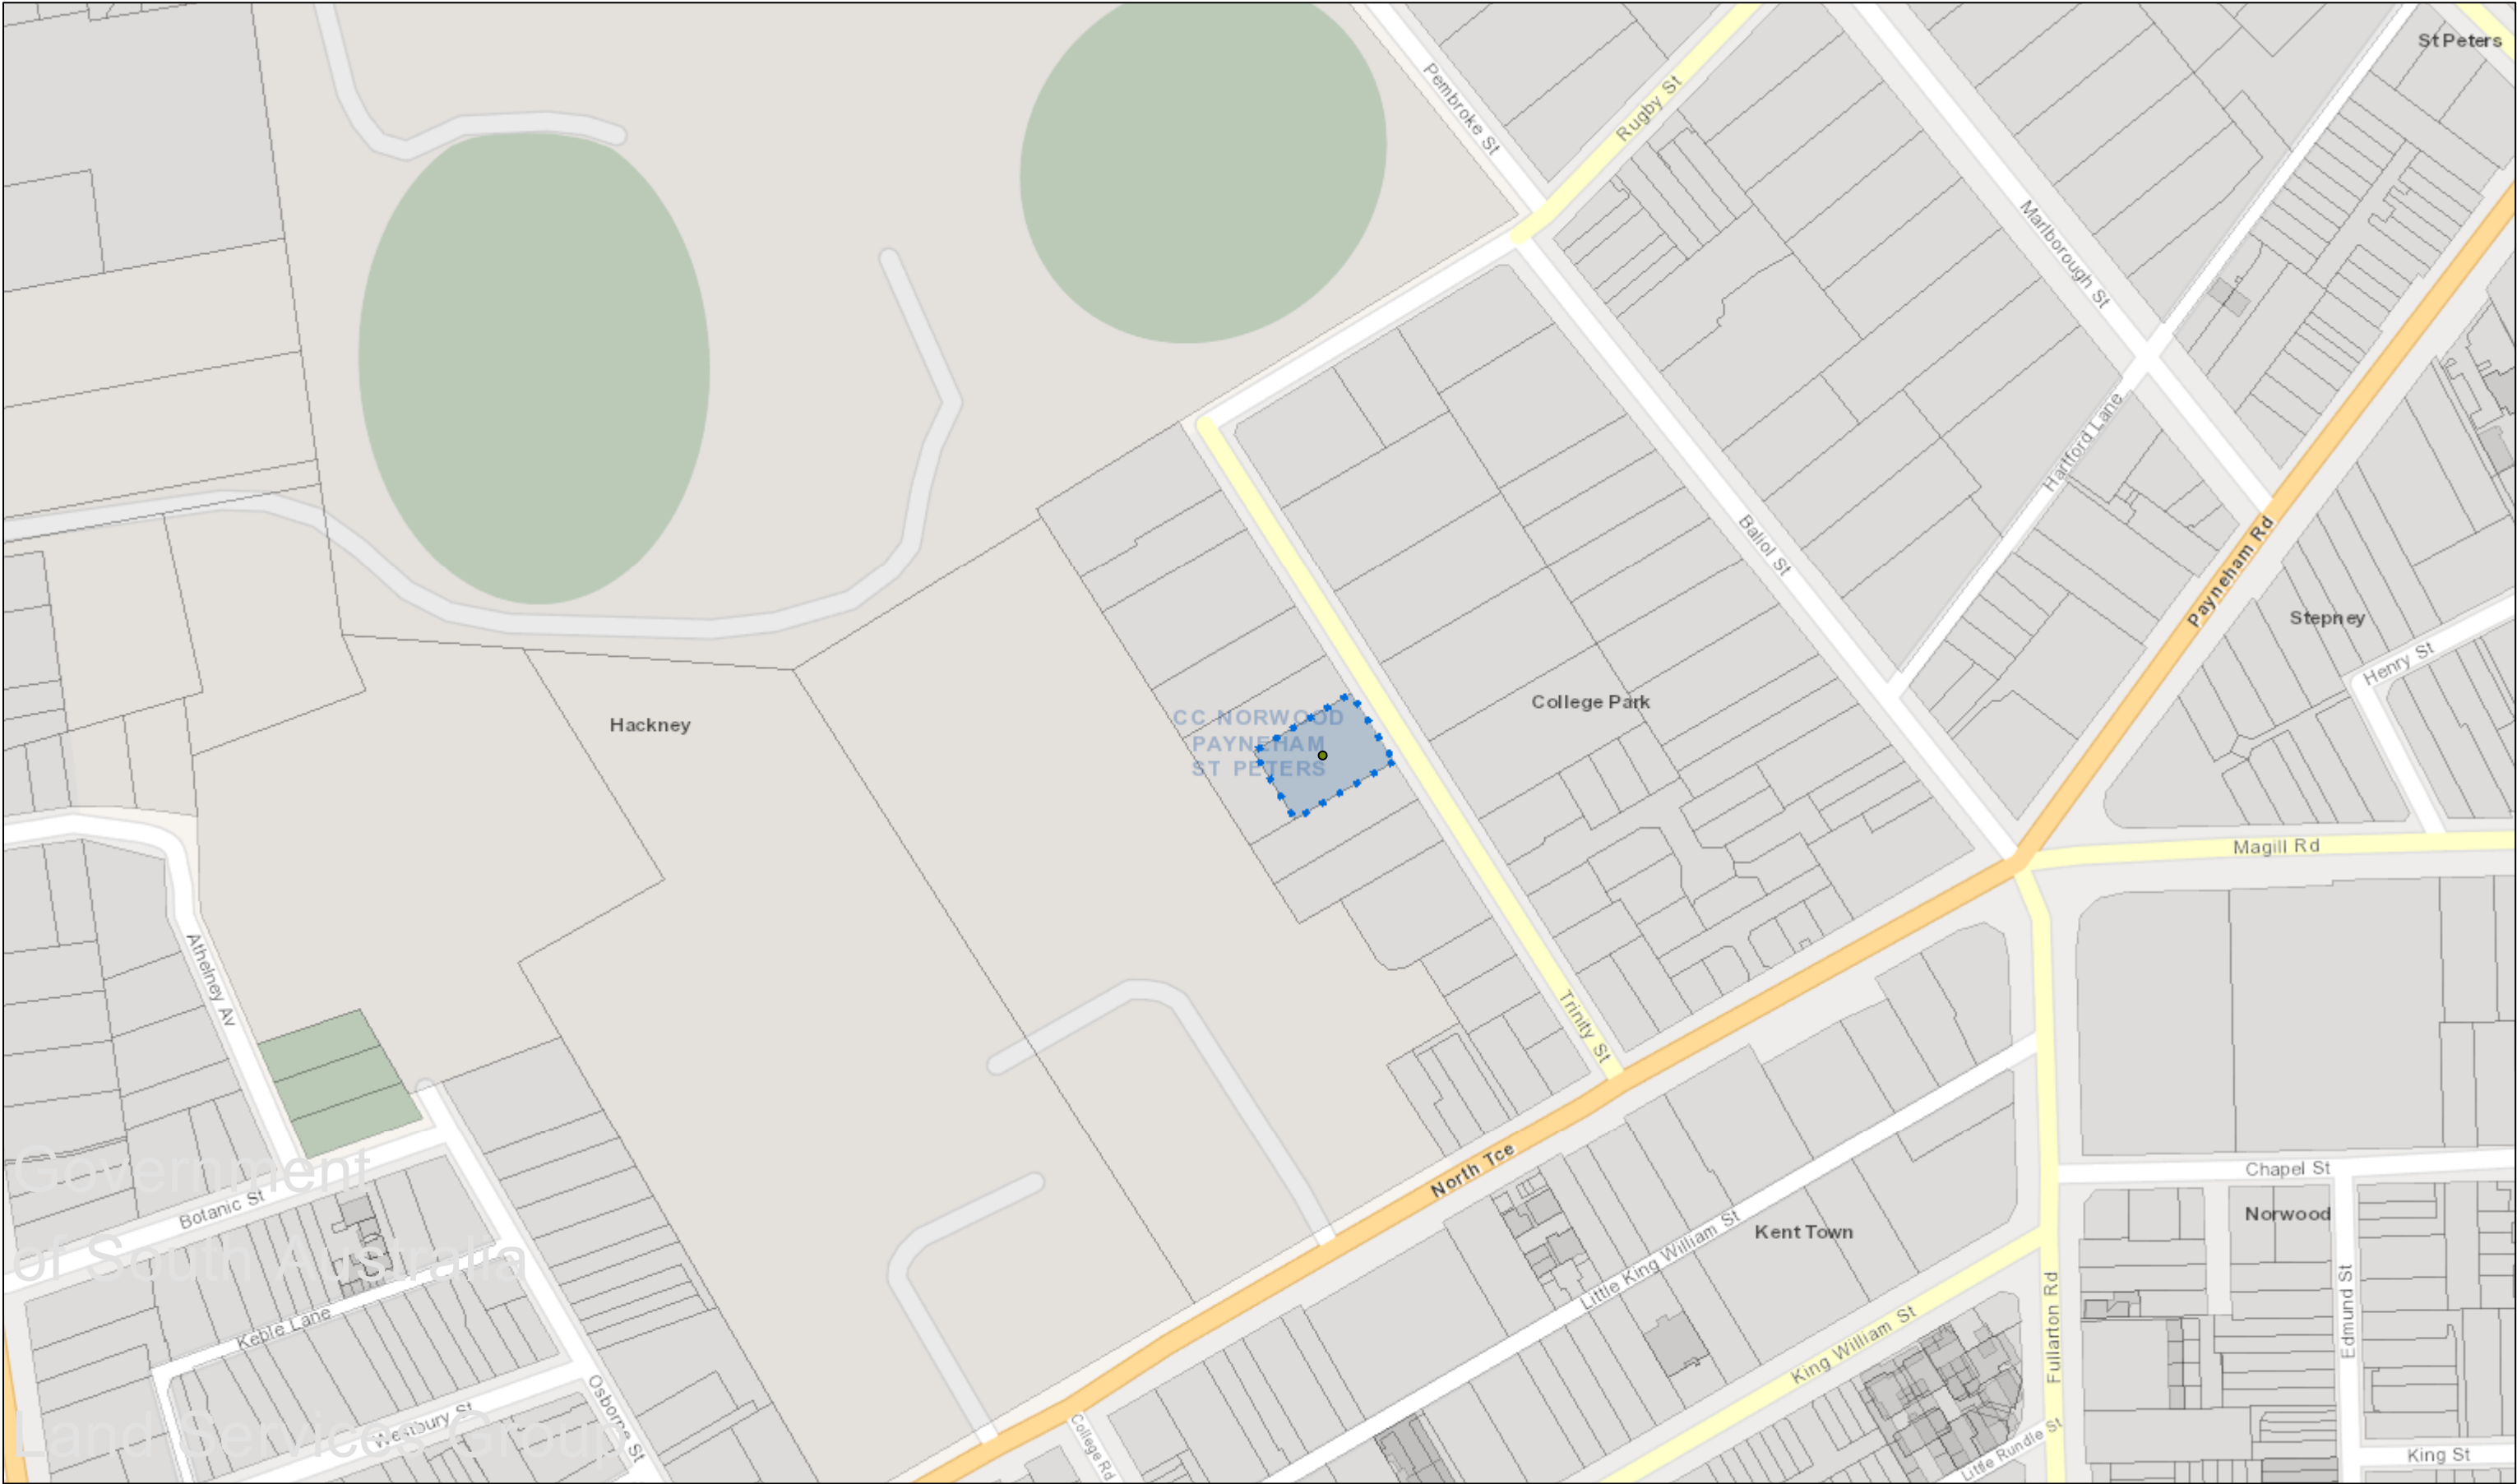 St Peters
Pembroke St
Rugby St
Marlborough St
Hartford Lane
Baliol St
Payneham Rd
Stepney
Henry St
College Park
CC NORWOOD
PAYNEHAM
ST PETERS
Hackney
Magill Rd
Athelney Av
Trinity St
North Tce
Chapel St
Norwood
Kent Town
Little King William St
King William St
Fullarton Rd
Edmund St
Little Rundle St
King St
College Rd
Botanic St
Keble Lane
Westbury St
Osborne St
Government
of South Australia
Land Services Group